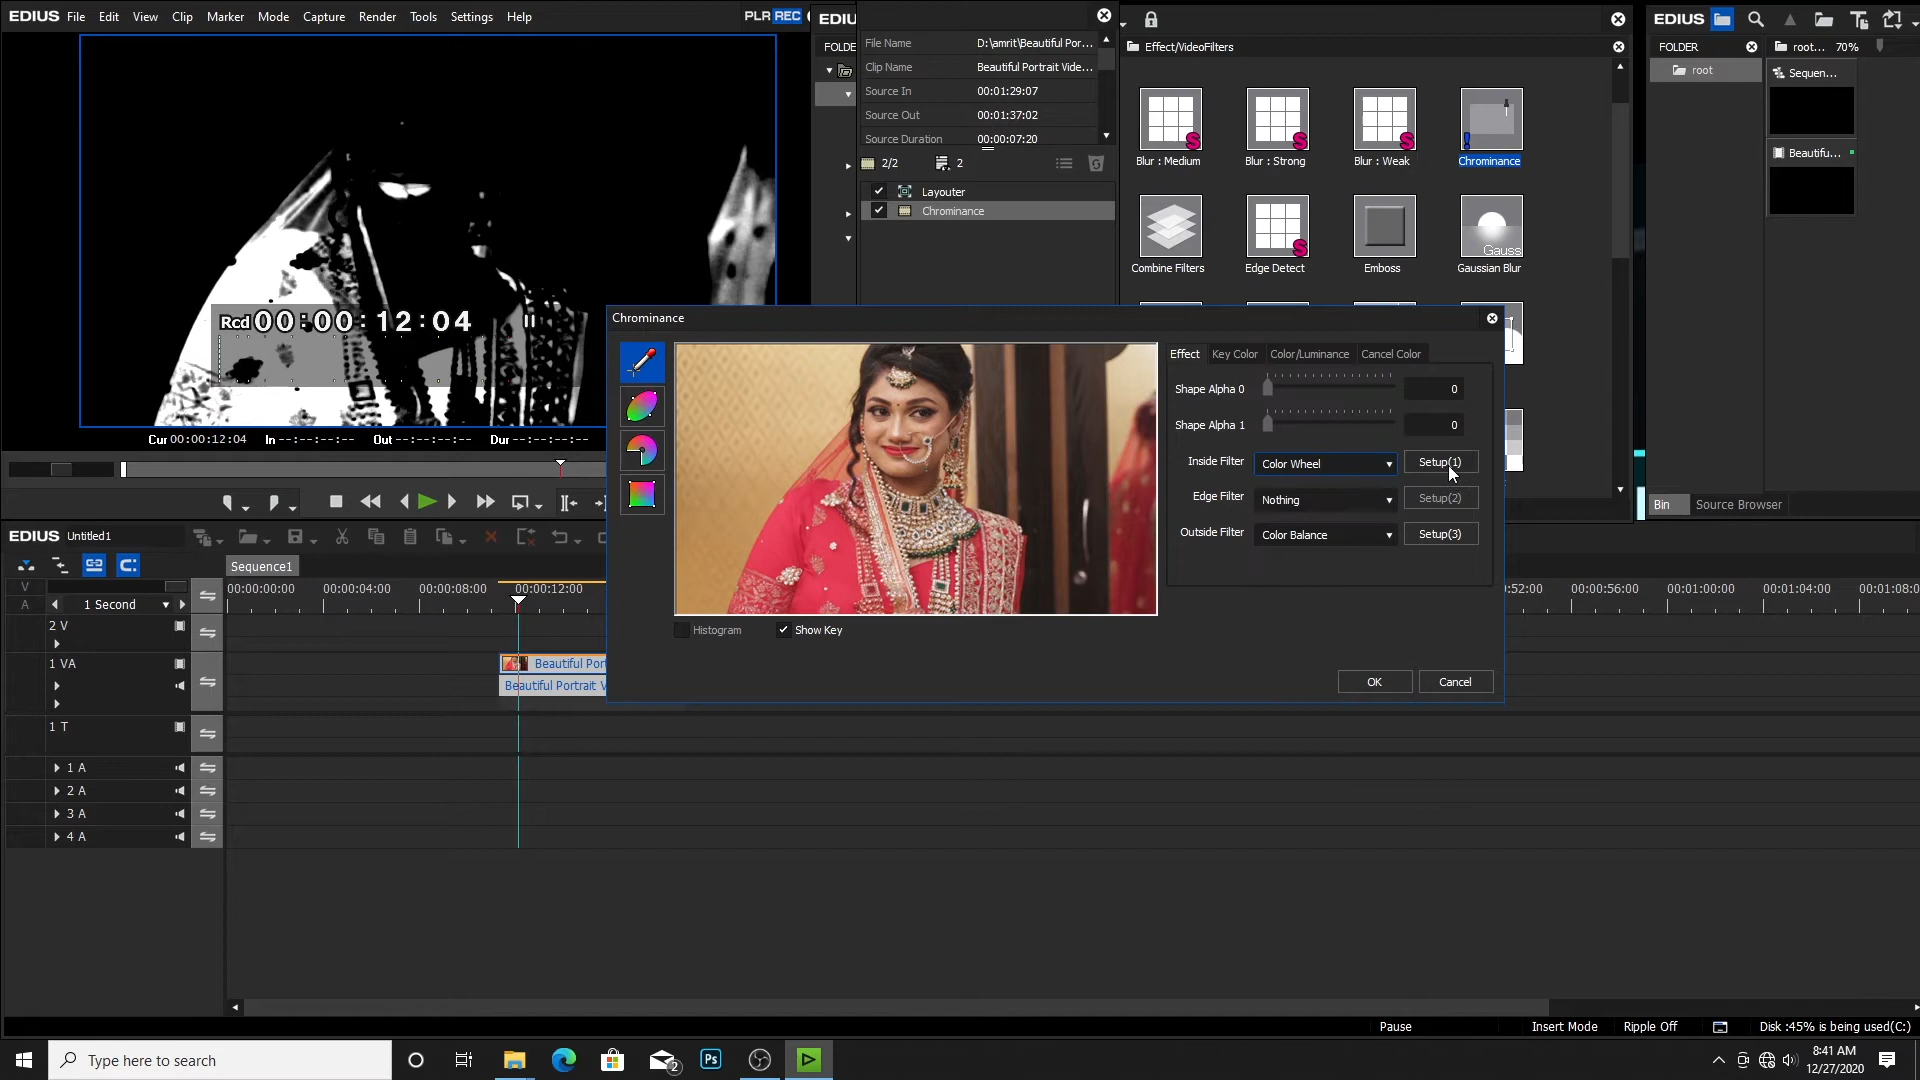 EDIUS File Edit View Clip Marker Mode Capture Render Tools Settings Help PLR REC
Rcd 00:00:12:04
Cur 00:00:12:04 In --:--:--:-- Out --:--:--:-- Dur --:--:--:--
File Name D:\amrit\Beautiful Por...
Clip Name Beautiful Portrait Vide...
Source In 00:01:29:07
Source Out 00:01:37:02
Source Duration 00:00:07:20
2/2 2
Layouter
Chrominance
Effect/VideoFilters
Blur : Medium
Blur : Strong
Blur : Weak
Chrominance
Combine Filters
Edge Detect
Emboss
Gauss
Gaussian Blur
EDIUS
FOLDER root... 70%
root
Sequen...
Beautifu...
Bin Source Browser
Chrominance
Effect Key Color Color/Luminance Cancel Color
Shape Alpha 0 0
Shape Alpha 1 0
Inside Filter Color Wheel Setup(1)
Edge Filter Nothing Setup(2)
Outside Filter Color Balance Setup(3)
Histogram Show Key
OK Cancel
EDIUS Untitled1
Sequence1
V
A
1 Second
00:00:00:00 00:00:04:00 00:00:08:00 00:00:12:00 :52:00 00:00:56:00 00:01:00:00 00:01:04:00 00:01:08:0
2 V
1 VA
Beautiful Por
Beautiful Portrait V
1 T
1 A
2 A
3 A
4 A
Pause Insert Mode Ripple Off Disk :45% is being used(C:)
Type here to search
2
Ps
8:41 AM
12/27/2020